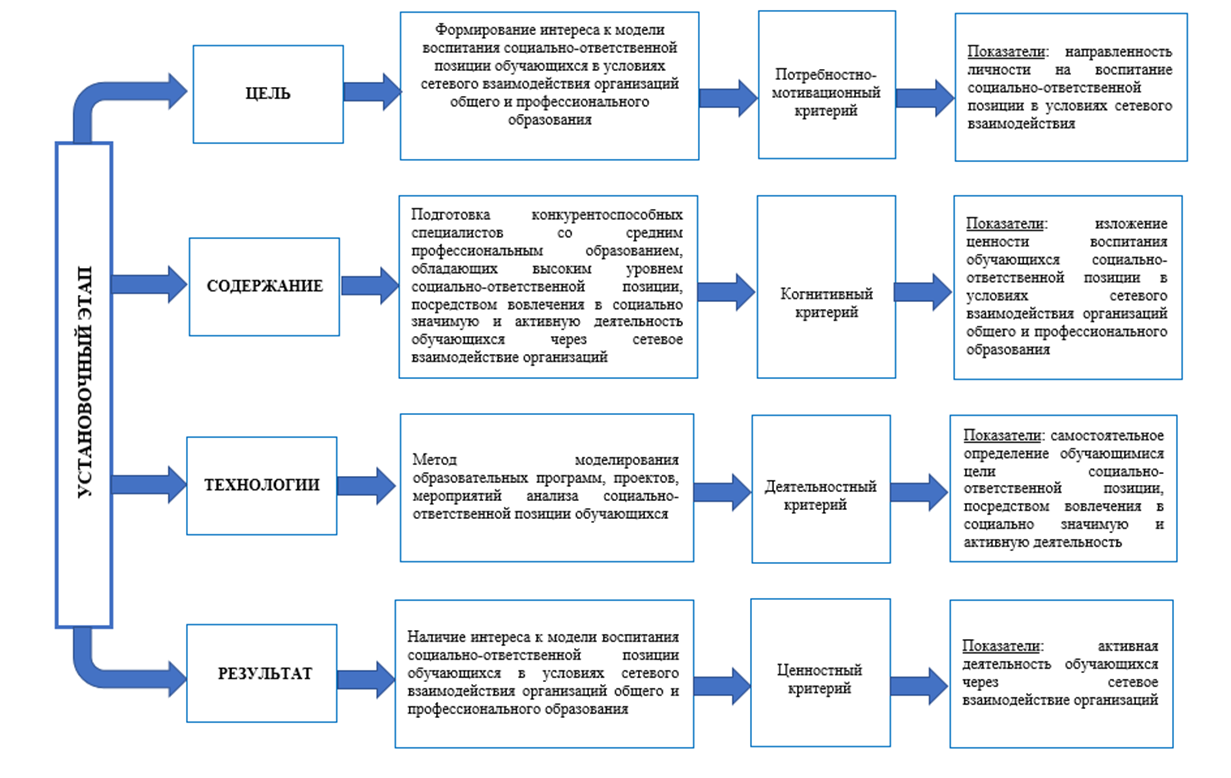 УСТАНОВОЧНЫЙ ЭТАП
ЦЕЛЬ
Формирование интереса к модели
воспитания социально-ответственной
позиции обучающихся в условиях
сетевого взаимодействия организаций
общего и профессионального
образования
Потребностно-
мотивационный
критерий
Показатели: направленность
личности на воспитание
социально-ответственной
позиции в условиях сетевого
взаимодействия
СОДЕРЖАНИЕ
Подготовка конкурентоспособных
специалистов со средним
профессиональным образованием,
обладающих высоким уровнем
социально-ответственной позиции,
посредством вовлечения в социально
значимую и активную деятельность
обучающихся через сетевое
взаимодействие организаций
Когнитивный
критерий
Показатели: изложение
ценности воспитания
обучающихся социально-
ответственной позиции в
условиях сетевого
взаимодействия организаций
общего и профессионального
образования
ТЕХНОЛОГИИ
Метод моделирования
образовательных программ, проектов,
мероприятий анализа социально-
ответственной позиции обучающихся
Деятельностный
критерий
Показатели: самостоятельное
определение обучающимися
цели социально-
ответственной позиции,
посредством вовлечения в
социально значимую и
активную деятельность
РЕЗУЛЬТАТ
Наличие интереса к модели воспитания
социально-ответственной позиции
обучающихся в условиях сетевого
взаимодействия организаций общего и
профессионального образования
Ценностный
критерий
Показатели: активная
деятельность обучающихся
через сетевое
взаимодействие организаций